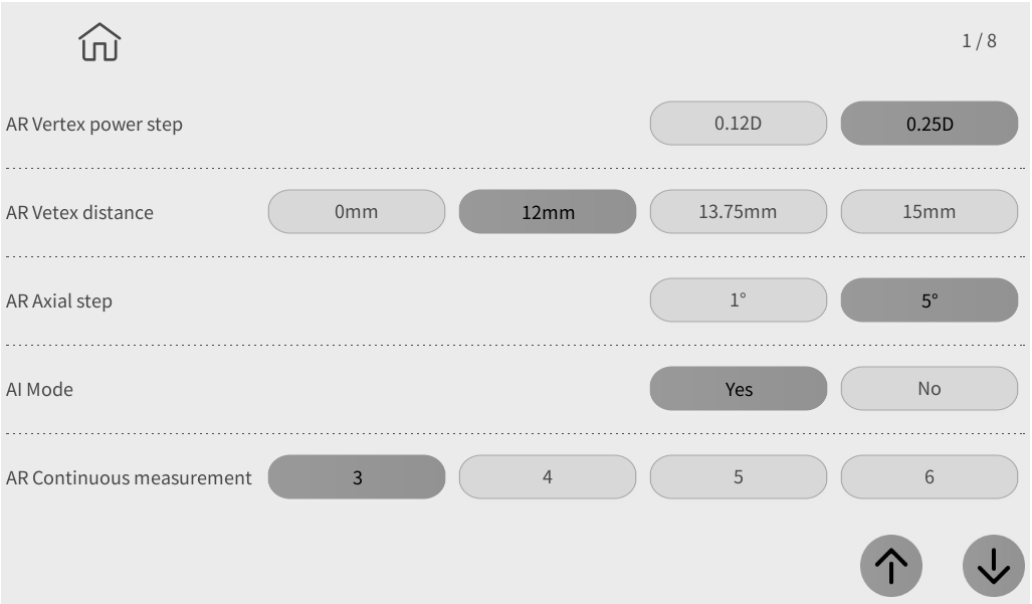 1 / 8
AR Vertex power step 0.12D 0.25D
AR Vetex distance 0mm 12mm 13.75mm 15mm
AR Axial step 1° 5°
AI Mode Yes No
AR Continuous measurement 3 4 5 6